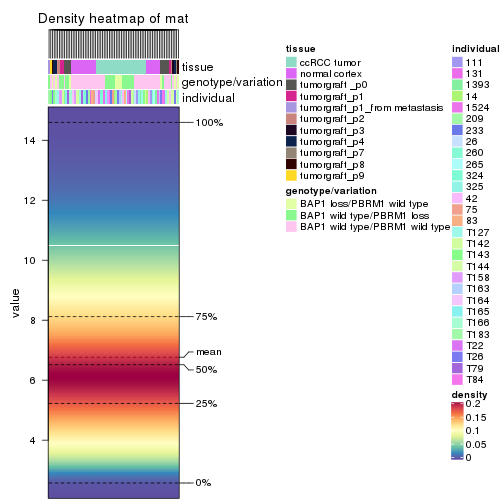 Density heatmap of mat
tissue
genotype/variation
individual
value
14
12
10
8
6
4
100%
75%
mean
50%
25%
0%
tissue
ccRCC tumor
normal cortex
tumorgraft_p0
tumorgraft_p1
tumorgraft_p1_from metastasis
tumorgraft_p2
tumorgraft_p3
tumorgraft_p4
tumorgraft_p7
tumorgraft_p8
tumorgraft_p9
genotype/variation
BAP1 loss/PBRM1 wild type
BAP1 wild type/PBRM1 loss
BAP1 wild type/PBRM1 wild type
individual
111
131
1393
14
1524
209
233
26
260
265
324
325
42
75
83
T127
T142
T143
T144
T158
T163
T164
T165
T166
T183
T22
T26
T79
T84
density
0.2
0.15
0.1
0.05
0